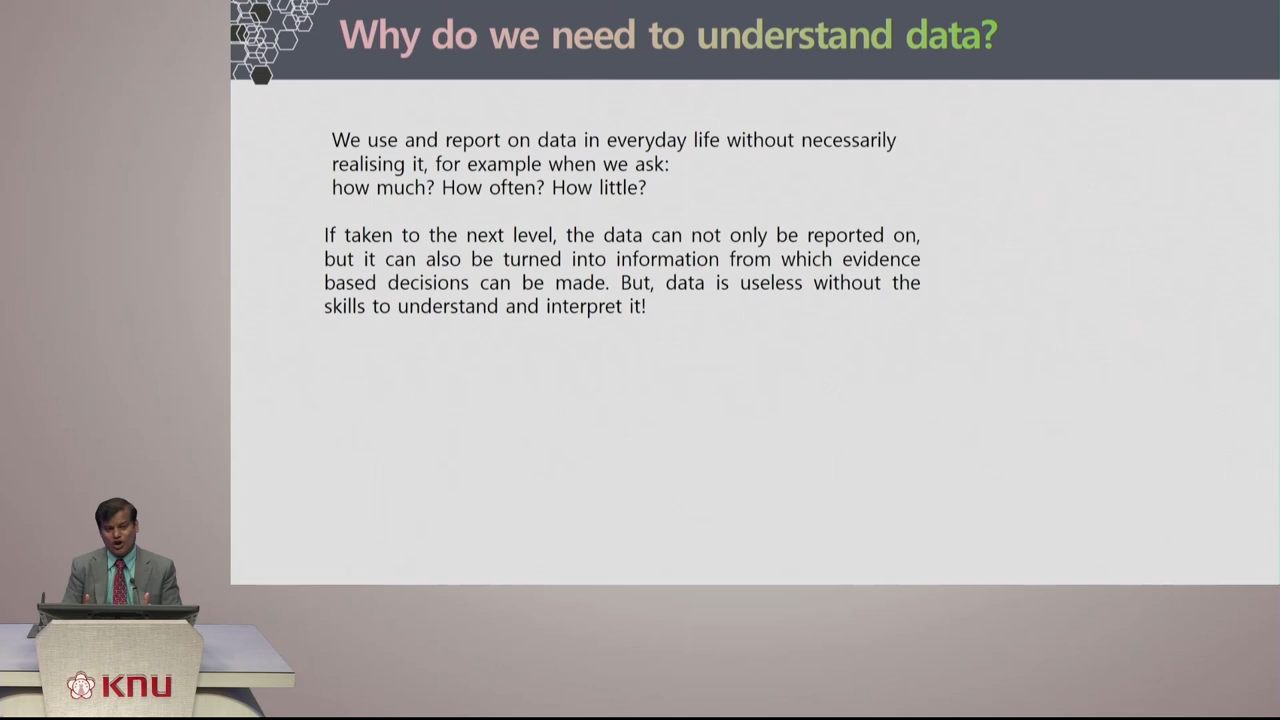 Why do we need to understand data?
We use and report on data in everyday life without necessarily
realising it, for example when we ask:
how much? How often? How little?
If taken to the next level, the data can not only be reported on,
but it can also be turned into information from which evidence
based decisions can be made. But, data is useless without the
skills to understand and interpret it!
KNU